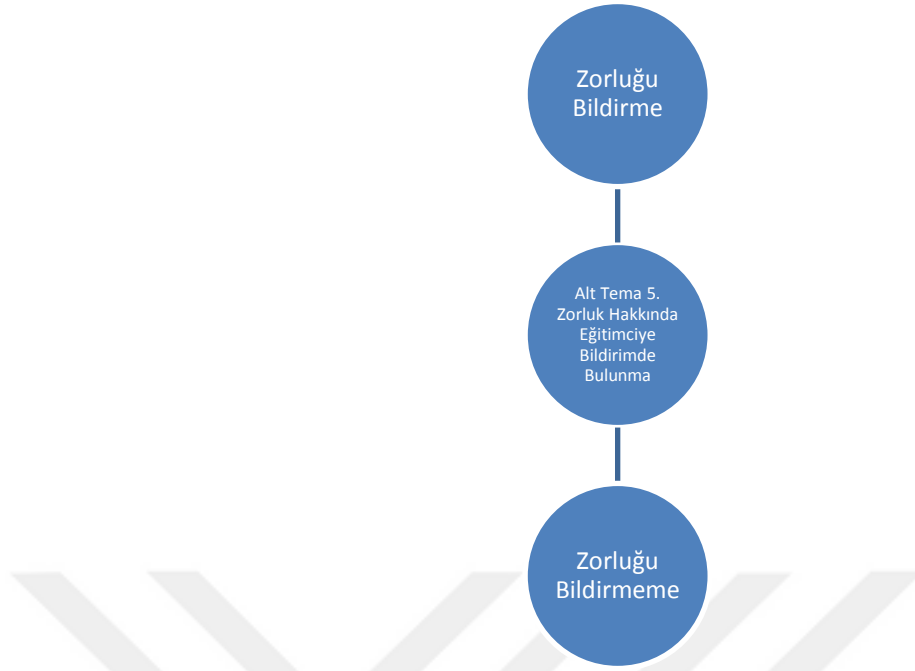 Zorluğu
Bildirme
Alt Tema 5.
Zorluk Hakkında
Eğitimciye
Bildirimde
Bulunma
Zorluğu
Bildirmeme